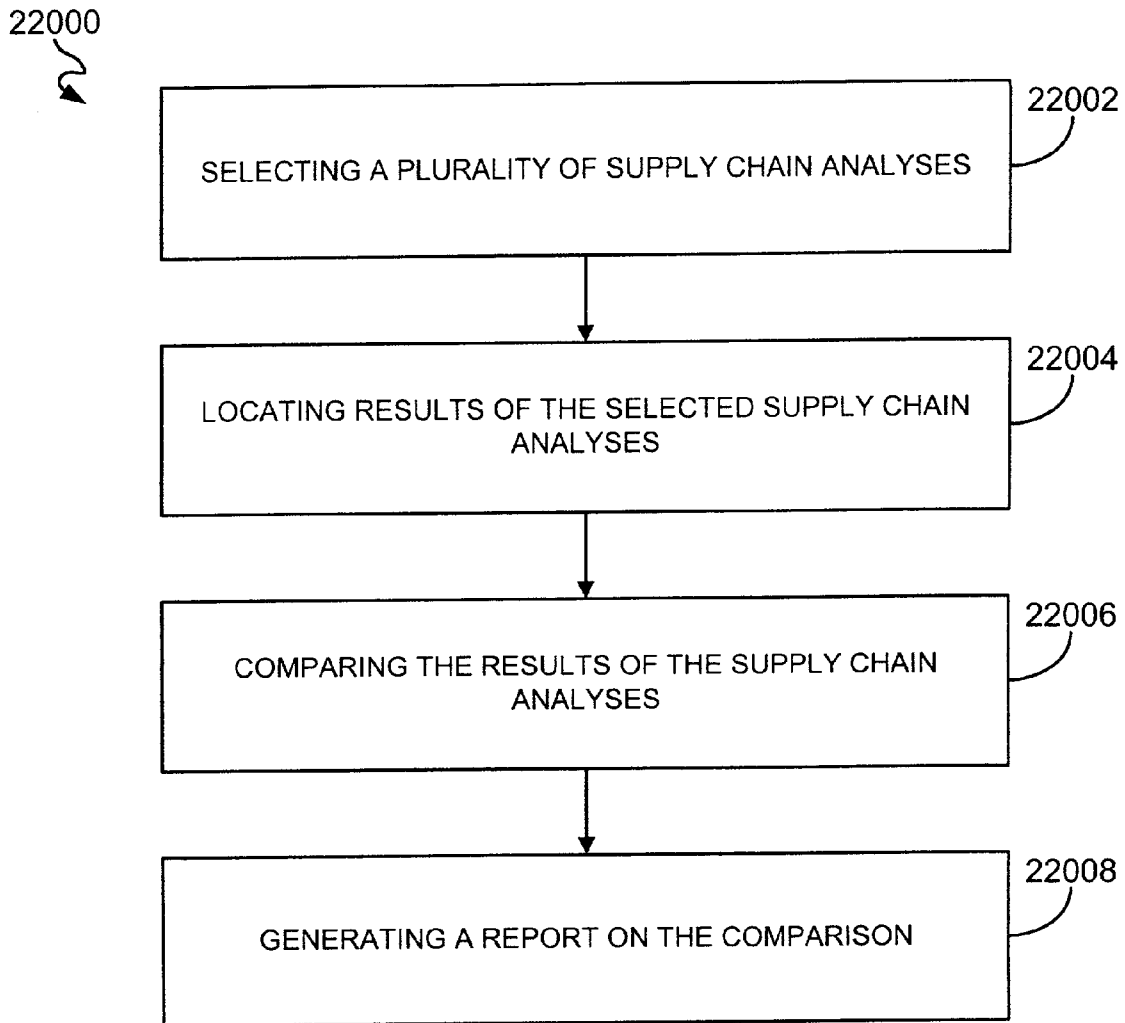 22000
22002
SELECTING A PLURALITY OF SUPPLY CHAIN ANALYSES
22004
LOCATING RESULTS OF THE SELECTED SUPPLY CHAIN
ANALYSES
22006
COMPARING THE RESULTS OF THE SUPPLY CHAIN
ANALYSES
22008
GENERATING A REPORT ON THE COMPARISON